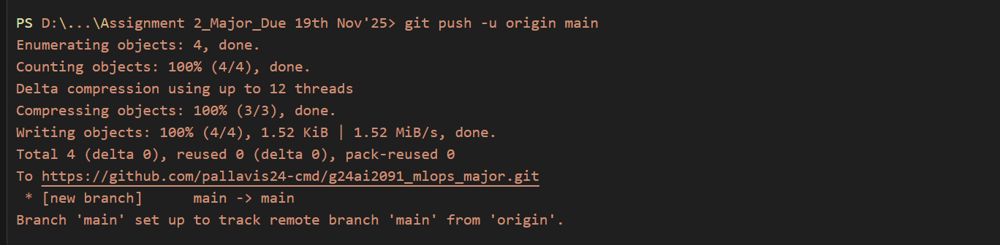 PS D:\...\Assignment 2_Major_Due 19th Nov'25> git push -u origin main
Enumerating objects: 4, done.
Counting objects: 100% (4/4), done.
Delta compression using up to 12 threads
Compressing objects: 100% (3/3), done.
Writing objects: 100% (4/4), 1.52 KiB | 1.52 MiB/s, done.
Total 4 (delta 0), reused 0 (delta 0), pack-reused 0
To https://github.com/pallavis24-cmd/g24ai2091_mlops_major.git
 * [new branch]      main -> main
Branch 'main' set up to track remote branch 'main' from 'origin'.